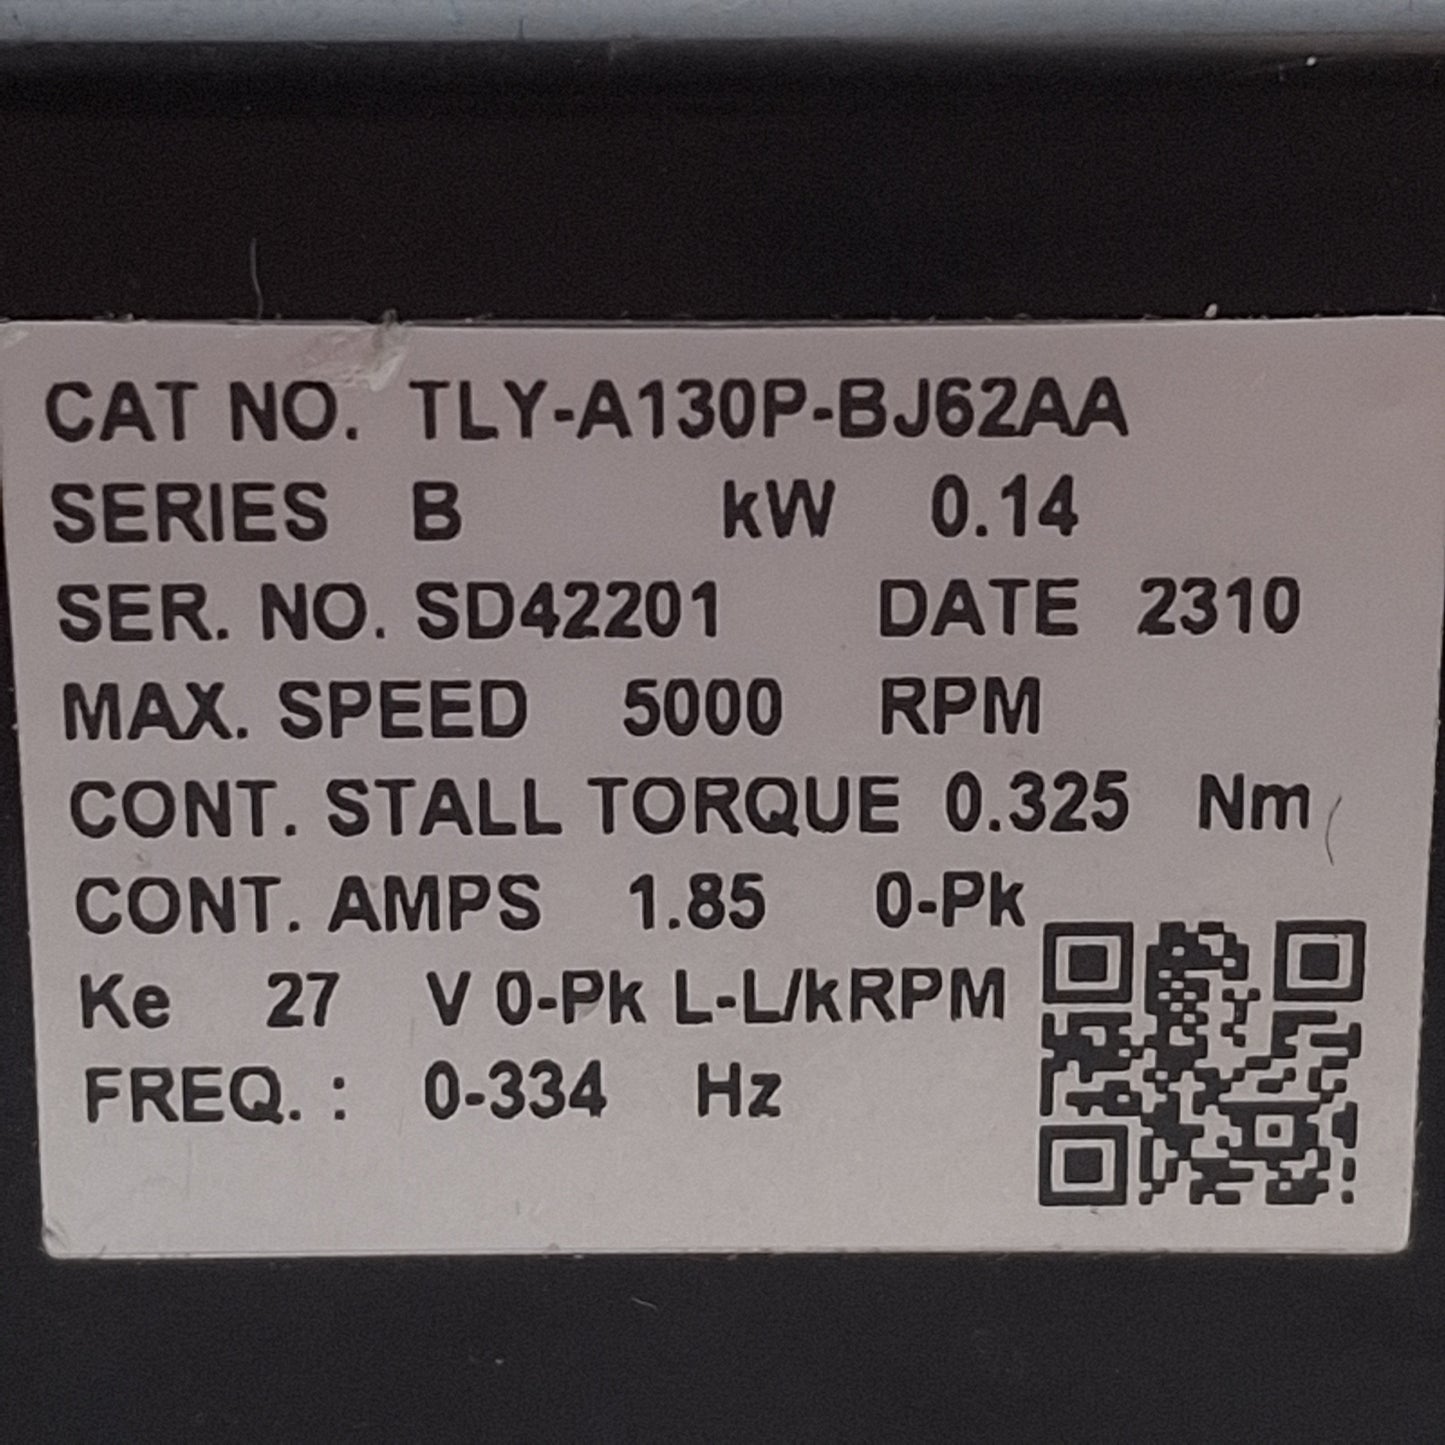 CAT NO. TLY-A130P-BJ62AA
SERIES B kW 0.14
SER. NO. SD42201 DATE 2310
MAX. SPEED 5000 RPM
CONT. STALL TORQUE 0.325 Nm
CONT. AMPS 1.85 0-Pk
Ke 27 V 0-Pk L-L/kRPM
FREQ. : 0-334 Hz